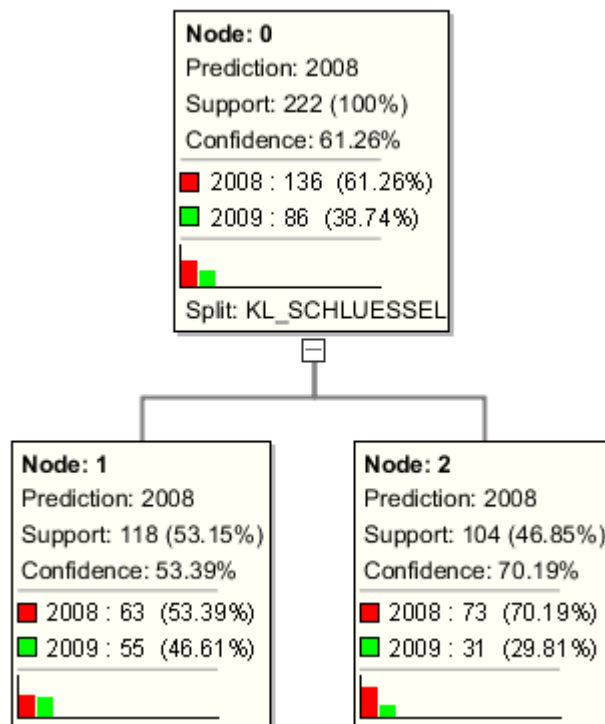 Node: 0
Prediction: 2008
Support: 222 (100%)
Confidence: 61.26%
2008 : 136 (61.26%)
2009 : 86 (38.74%)
Split: KL_SCHLUESSEL
Node: 1
Prediction: 2008
Support: 118 (53.15%)
Confidence: 53.39%
2008 : 63 (53.39%)
2009 : 55 (46.61%)
Node: 2
Prediction: 2008
Support: 104 (46.85%)
Confidence: 70.19%
2008 : 73 (70.19%)
2009 : 31 (29.81%)